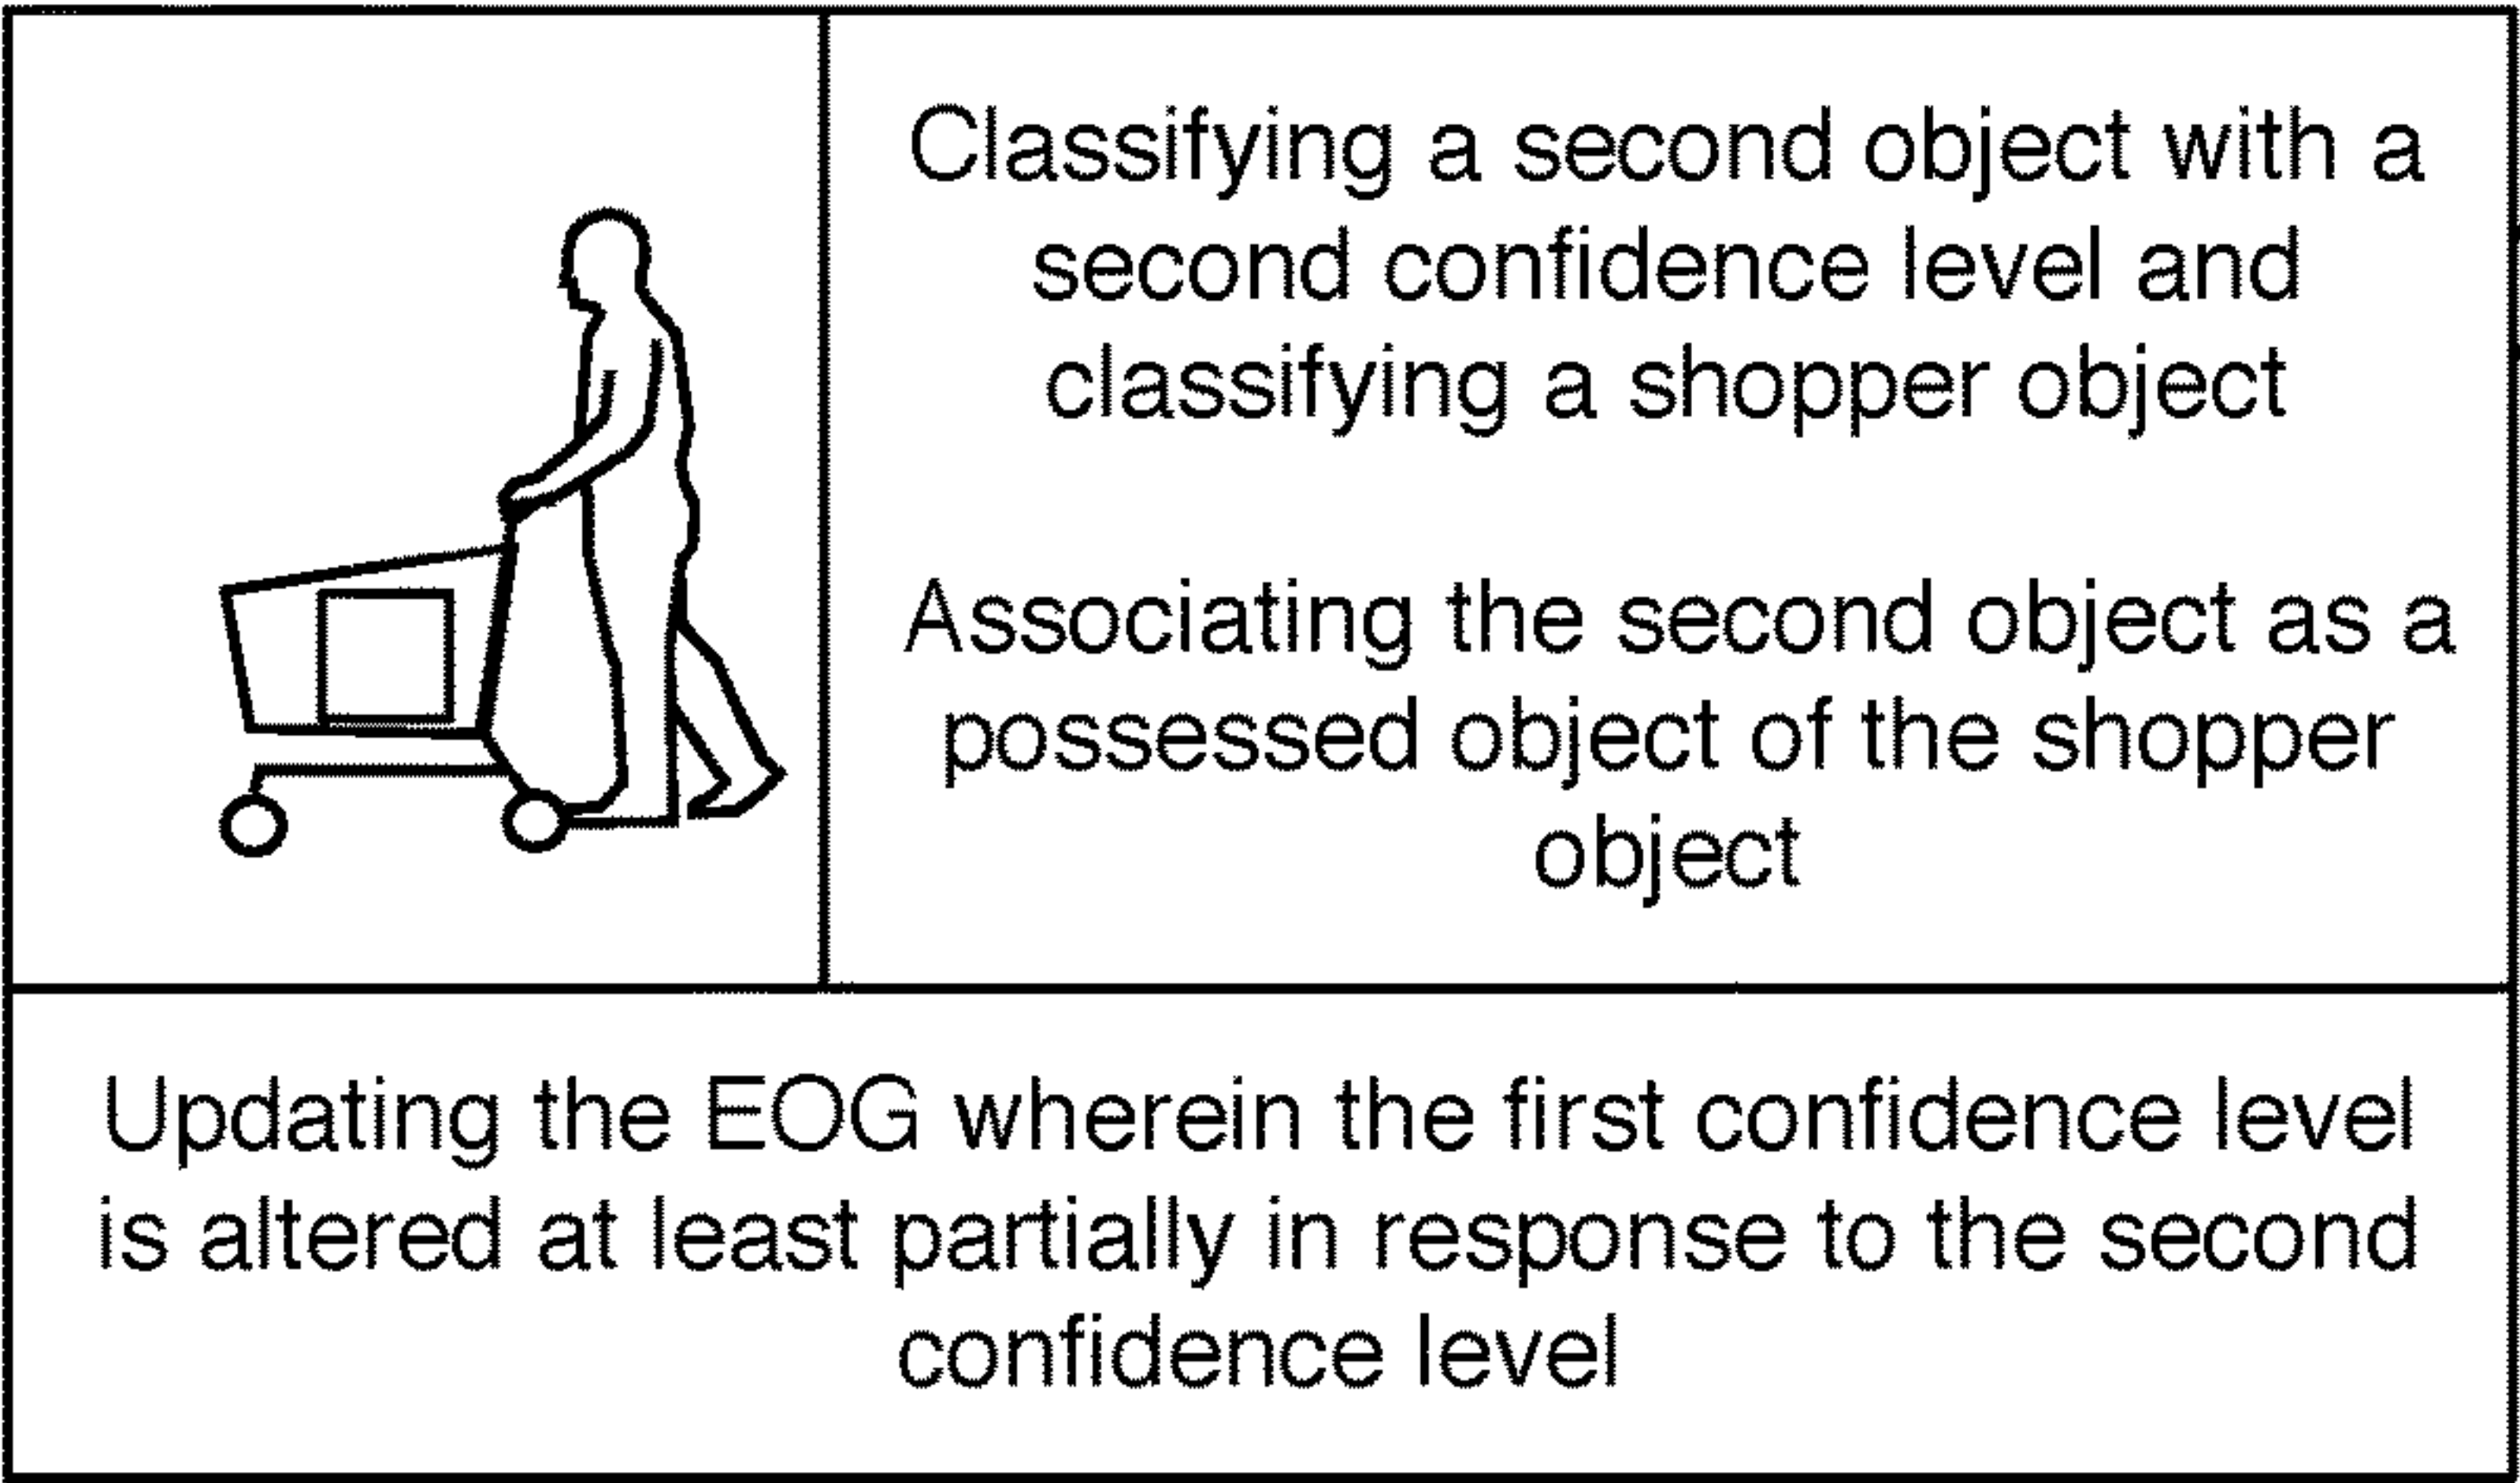 Classifying a second object with a
second confidence level and
classifying a shopper object
Associating the second object as a
possessed object of the shopper
object
Updating the EOG wherein the first confidence level
is altered at least partially in response to the second
confidence level